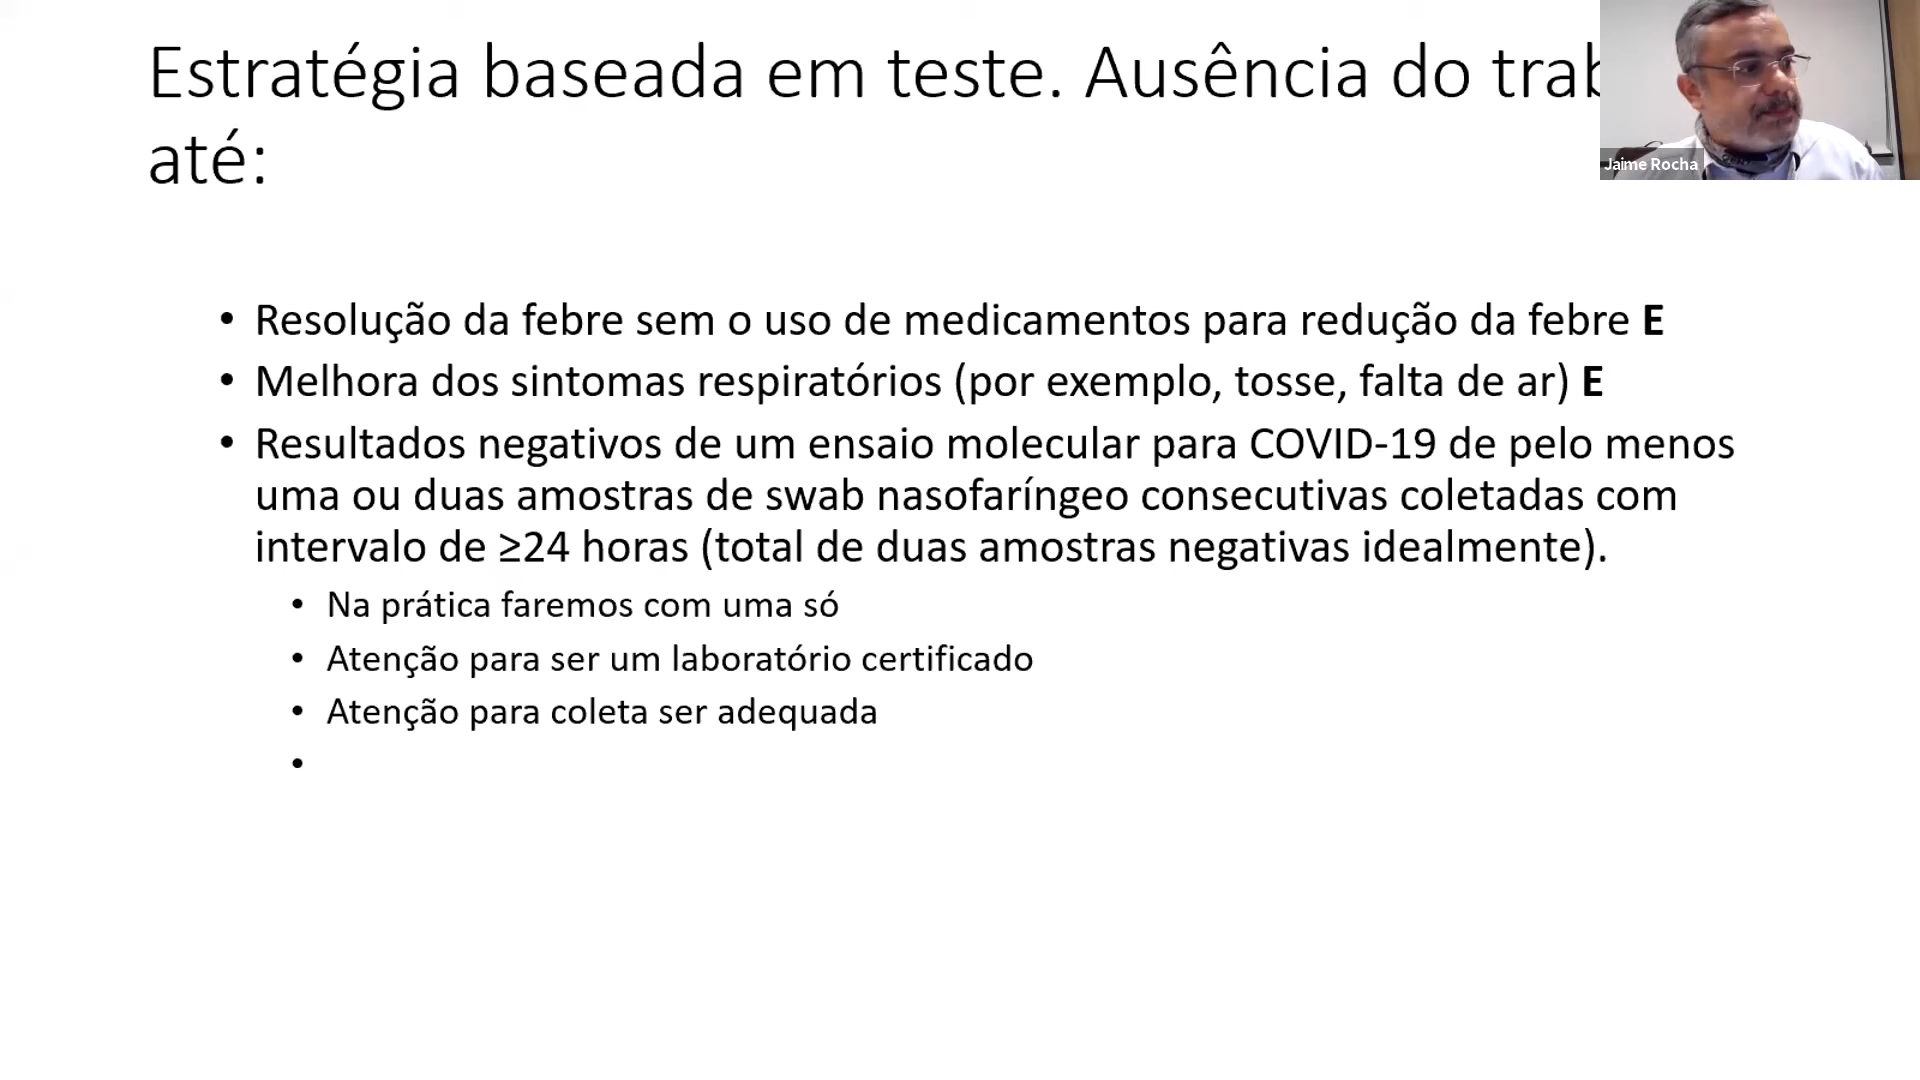 Estratégia baseada em teste. Ausência do
até:
Jaime Rocha
• Resolução da febre sem o uso de medicamentos para redução da febre E
• Melhora dos sintomas respiratórios (por exemplo, tosse, falta de ar) E
• Resultados negativos de um ensaio molecular para COVID-19 de pelo menos
uma ou duas amostras de swab nasofaríngeo consecutivas coletadas com
intervalo de ≥24 horas (total de duas amostras negativas idealmente).
• Na prática faremos com uma só
• Atenção para ser um laboratório certificado
• Atenção para coleta ser adequada
•